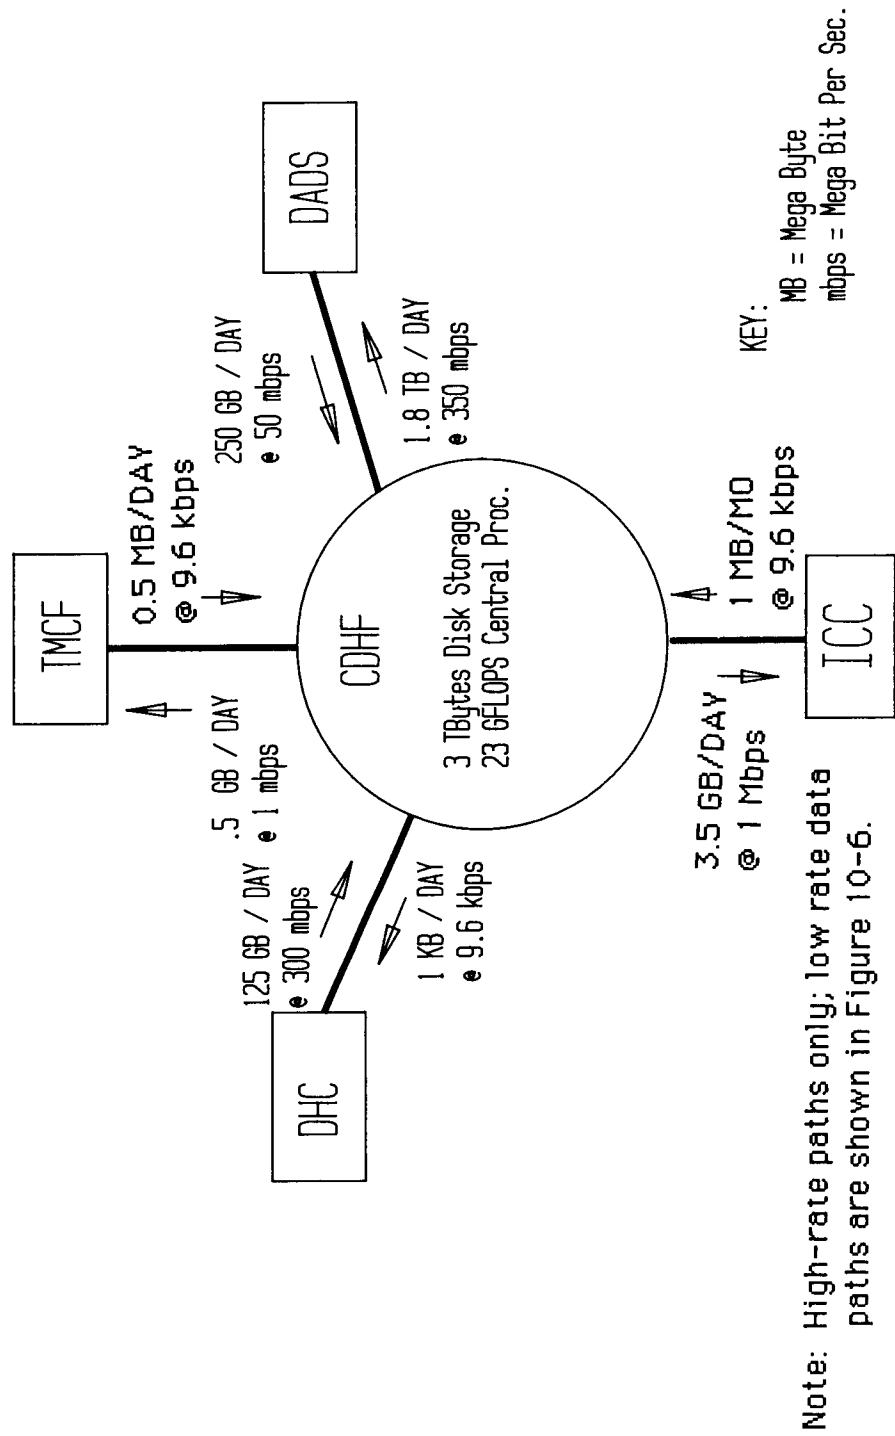 TMCF
.5 GB / DAY
@ 1 mbps
0.5 MB/DAY
@ 9.6 kbps
125 GB / DAY
@ 300 mbps
250 GB / DAY
@ 50 mbps
DHC
DADS
1 KB / DAY
@ 9.6 kbps
CDHF
3 TBytes Disk Storage
23 GFLOPS Central Proc.
1.8 TB / DAY
@ 350 mbps
3.5 GB/DAY
@ 1 Mbps
1 MB/MO
@ 9.6 kbps
ICC
KEY:
MB = Mega Byte
mbps = Mega Bit Per Sec.
Note: High-rate paths only; low rate data
paths are shown in Figure 10-6.